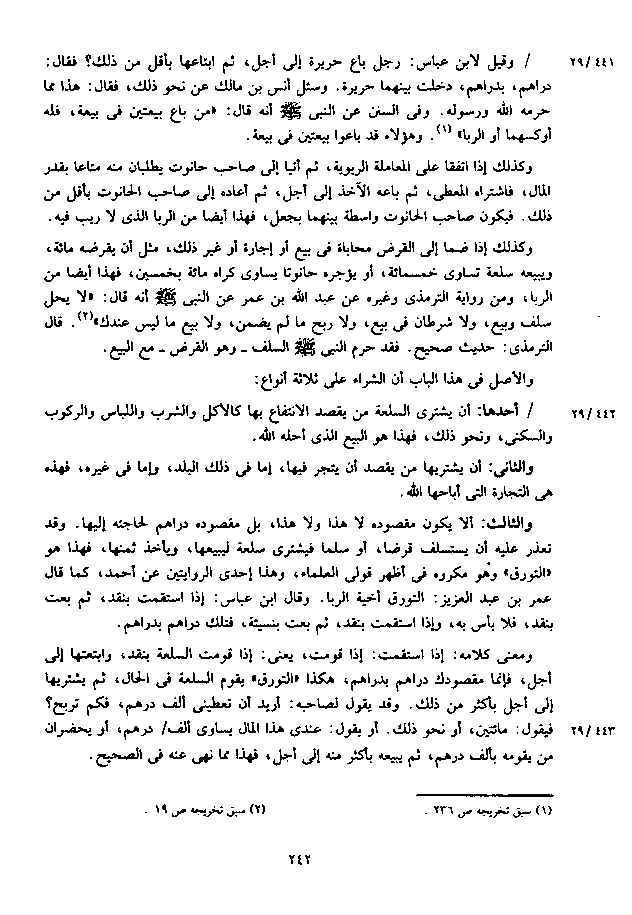 ٢٩/٤٤١ / وقيل لابن عباس: رجل باع حريرة إلى أجل، ثم ابتاعها بأقل من ذلك؟ فقال:
دراهم، بدراهم، دخلت بينهما حريرة. وسئل أنس بن مالك عن نحو ذلك، فقال: هذا مما
حرمه الله ورسوله. وفى السنن عن النبى ﷺ أنه قال: «من باع بيعتين فى بيعة، فله
أوكسهما أو الربا» (١). وهؤلاء قد باعوا بيعتين فى بيعة.
وكذلك إذا اتفقا على المعاملة الربوية، ثم أتيا إلى صاحب حانوت يطلبان منه متاعا بقدر
المال، فاشتراه المعطى، ثم باعه الآخذ إلى أجل، ثم أعاده إلى صاحب الحانوت بأقل من
ذلك. فيكون صاحب الحانوت واسطة بينهما بجعل، فهذا أيضا من الربا الذى لا ريب فيه.
وكذلك إذا ضما إلى القرض محاباة فى بيع أو إجارة أو غير ذلك، مثل أن يقرضه مائة،
ويبيعه سلعة تساوى خمسمائة، أو يؤجره حانوتا يساوى كراه مائة بخمسين، فهذا أيضا من
الربا، ومن رواية الترمذى وغيره عن عبد الله بن عمر عن النبى ﷺ أنه قال: «لا يحل
سلف وبيع، ولا شرطان فى بيع، ولا ربح ما لم يضمن، ولا بيع ما ليس عندك»(٢). قال
الترمذى: حديث صحيح. فقد حرم النبى ﷺ السلف ـ وهو القرض ـ مع البيع.
والأصل فى هذا الباب أن الشراء على ثلاثة أنواع:
٢٩/٤٤٢ / أحدها: أن يشترى السلعة من يقصد الانتفاع بها كالأكل والشرب واللباس والركوب
والسكنى، ونحو ذلك، فهذا هو البيع الذى أحله الله.
والثانى: أن يشتريها من يقصد أن يتجر فيها، إما فى ذلك البلد، وإما فى غيره، فهذه
هى التجارة التى أباحها الله.
والثالث: ألا يكون مقصوده لا هذا ولا هذا، بل مقصوده دراهم لحاجته إليها. وقد
تعذر عليه أن يستسلف قرضا، أو سلما فيشترى سلعة ليبيعها، ويأخذ ثمنها، فهذا هو
«التورق» وهو مكروه فى أظهر قولى العلماء، وهذا إحدى الروايتين عن أحمد، كما قال
عمر بن عبد العزيز: التورق أخية الربا. وقال ابن عباس: إذا استقمت بنقد، ثم بعت
بنقد، فلا بأس به، وإذا استقمت بنقد، ثم بعت بنسيئة، فتلك دراهم بدراهم.
ومعنى كلامه: إذا استقمت: إذا قومت، يعنى: إذا قومت السلعة بنقد، وابتعتها إلى
أجل، فإنما مقصودك دراهم بدراهم، هكذا «التورق» يقوم السلعة فى الحال، ثم يشتريها
إلى أجل بأكثر من ذلك. وقد يقول لصاحبه: أريد أن تعطينى ألف درهم، فكم تربح؟
٢٩/٤٤٣ فيقول: مائتين، أو نحو ذلك. أو يقول: عندى هذا المال يساوى ألف/ درهم، أو يحضران
من يقومه بألف درهم، ثم يبيعه بأكثر منه إلى أجل، فهذا مما نهى عنه فى الصحيح.
(١) سبق تخريجه ص ٢٣٦ . (٢) سبق تخريجه ص ١٩ .
٢٤٢